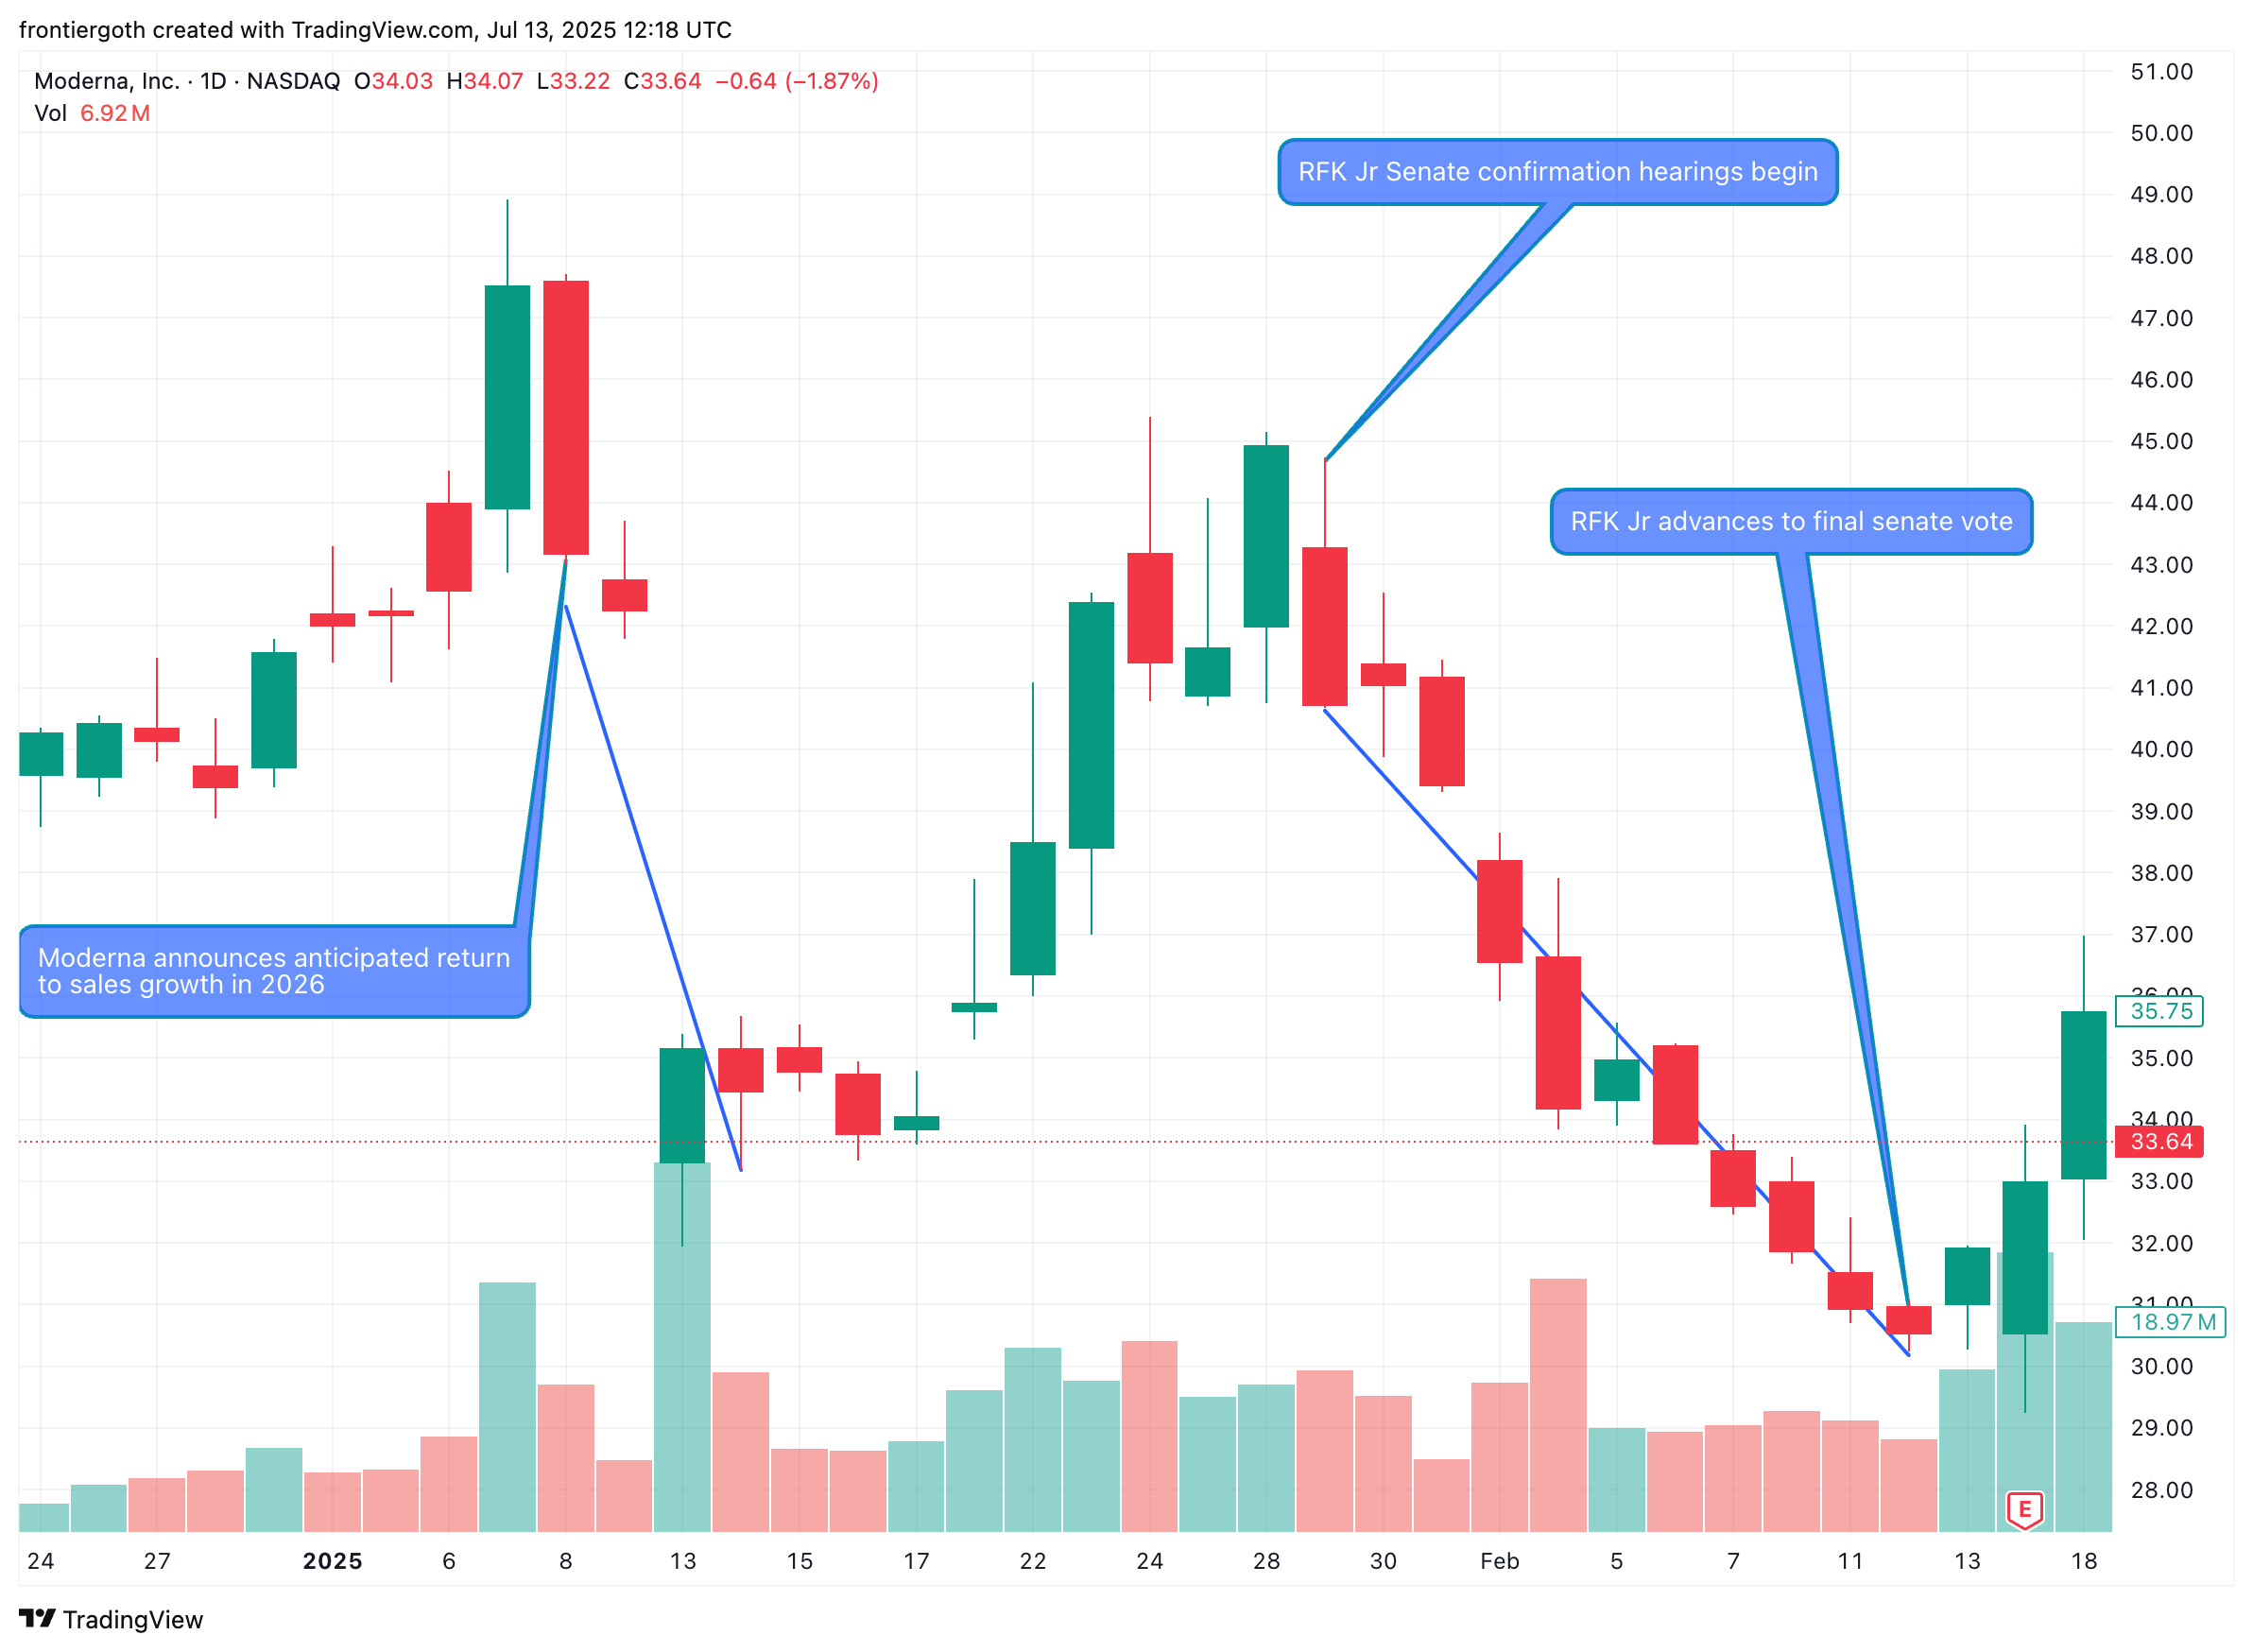 frontiergoth created with TradingView.com, Jul 13, 2025 12:18 UTC
Moderna, Inc. · 1D · NASDAQ O34.03 H34.07 L33.22 C33.64 −0.64 (−1.87%)
Vol 6.92 M
51.00
50.00
RFK Jr Senate confirmation hearings begin
49.00
48.00
47.00
46.00
45.00
44.00
RFK Jr advances to final senate vote
43.00
42.00
41.00
40.00
39.00
38.00
37.00
Moderna announces anticipated return
to sales growth in 2026
36.00
35.75
35.00
34.00
33.64
33.00
32.00
31.00
18.97 M
30.00
29.00
28.00
E
24 27 2025 6 8 13 15 17 22 24 28 30 Feb 5 7 11 13 18
TradingView